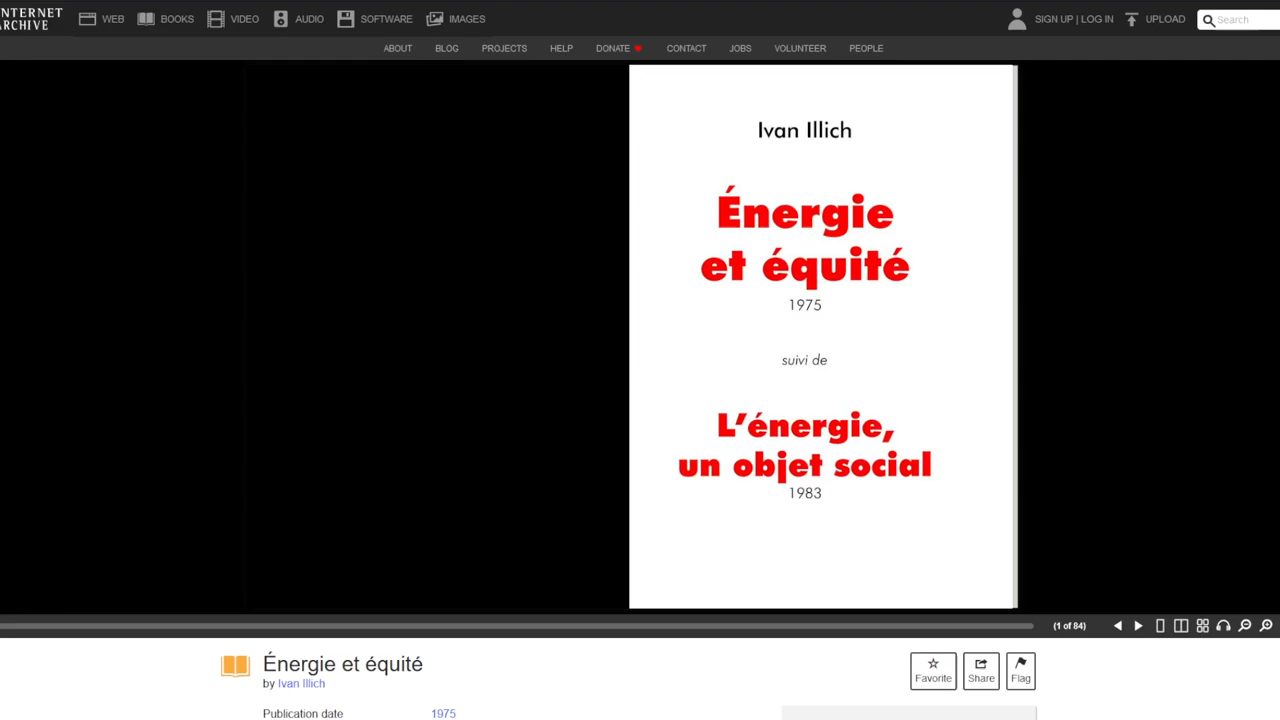 INTERNET ARCHIVE
WEB
BOOKS
VIDEO
AUDIO
SOFTWARE
IMAGES
SIGN UP | LOG IN
UPLOAD
Search
ABOUT
BLOG
PROJECTS
HELP
DONATE
CONTACT
JOBS
VOLUNTEER
PEOPLE
Ivan Illich
Énergie
et équité
1975
suivi de
L’énergie,
un objet social
1983
(1 of 84)
Énergie et équité
by Ivan Illich
Favorite
Share
Flag
Publication date 1975